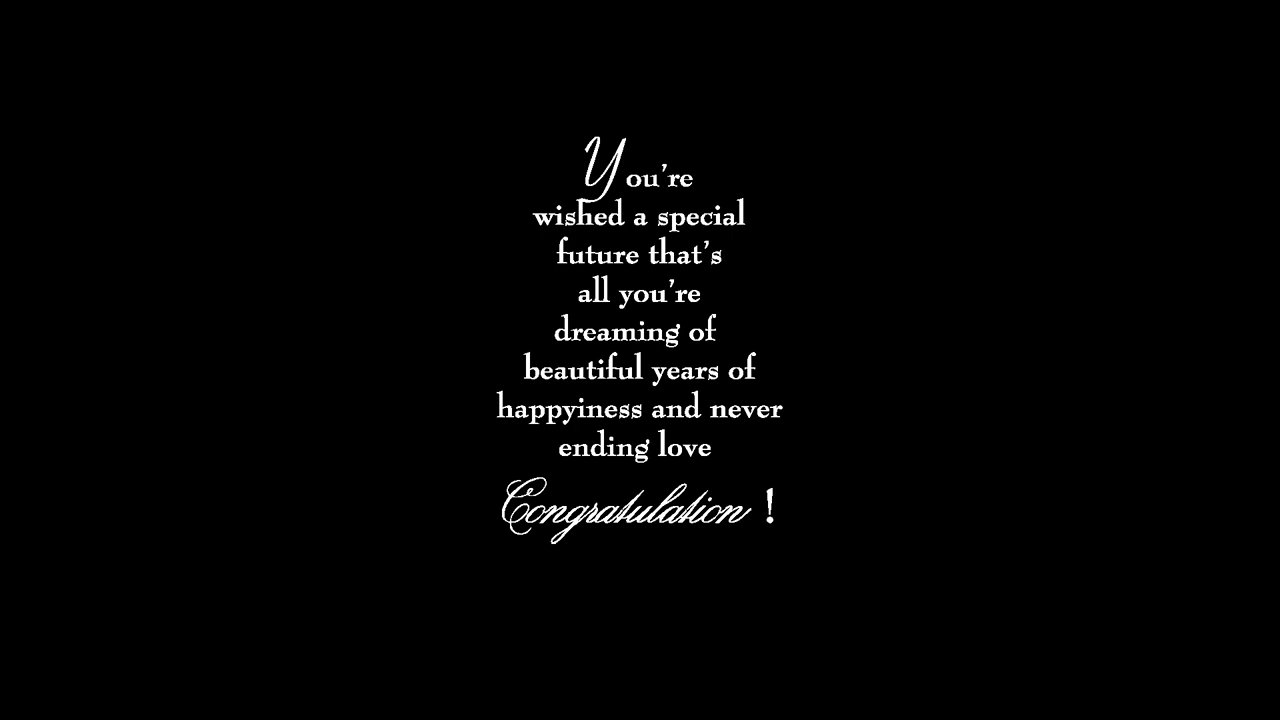 You're
wished a special
future that's
all you're
dreaming of
beautiful years of
happyiness and never
ending love
Congratulation !